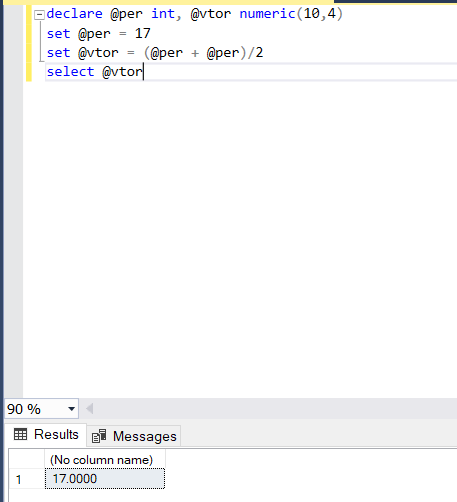 declare @per int, @vtor numeric(10,4)
set @per = 17
set @vtor = (@per + @per)/2
select @vtor
90 %
Results Messages
(No column name)
1 17.0000